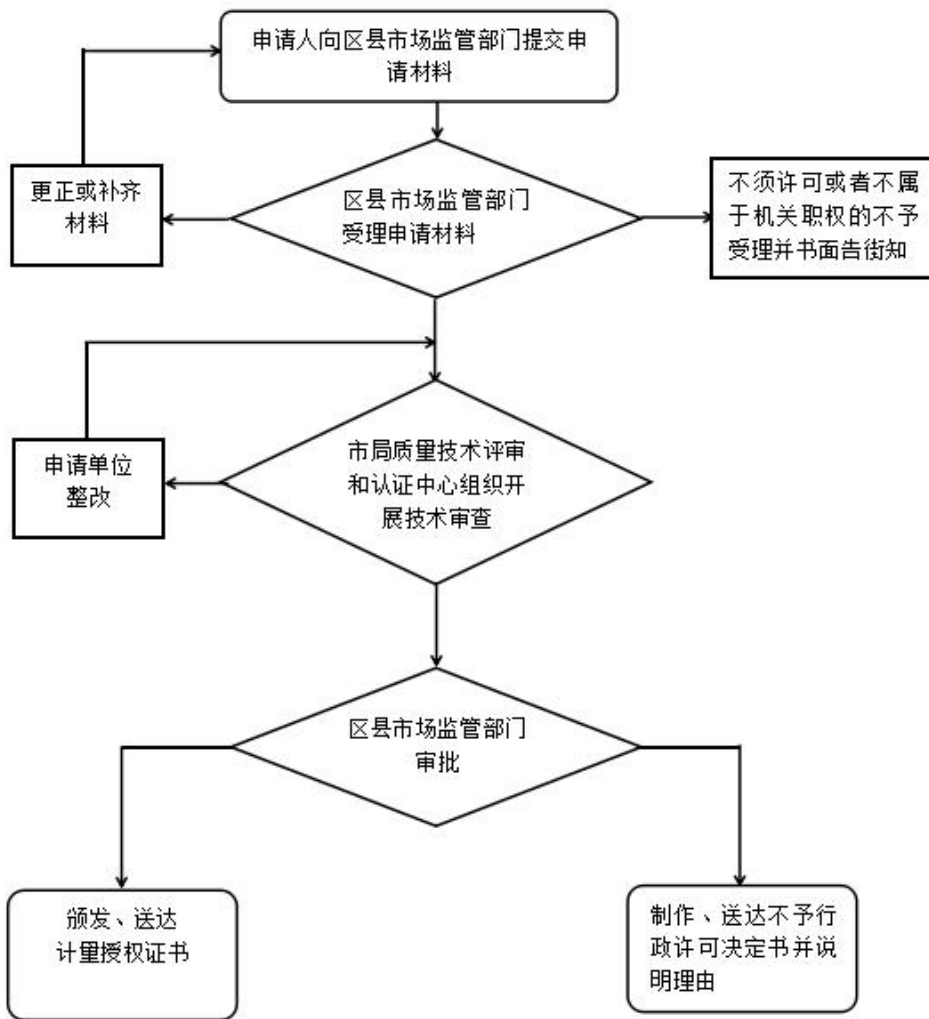 申请人向区县市场监管部门提交申
请材料
更正或补齐
材料
区县市场监管部门
受理申请材料
不须许可或者不属
于机关职权的不予
受理并书面告街知
申请单位
整改
市局质量技术评审
和认证中心组织开
展技术审查
区县市场监管部门
审批
颁发、送达
计量授权证书
制作、送达不予行
政许可决定书并说
明理由